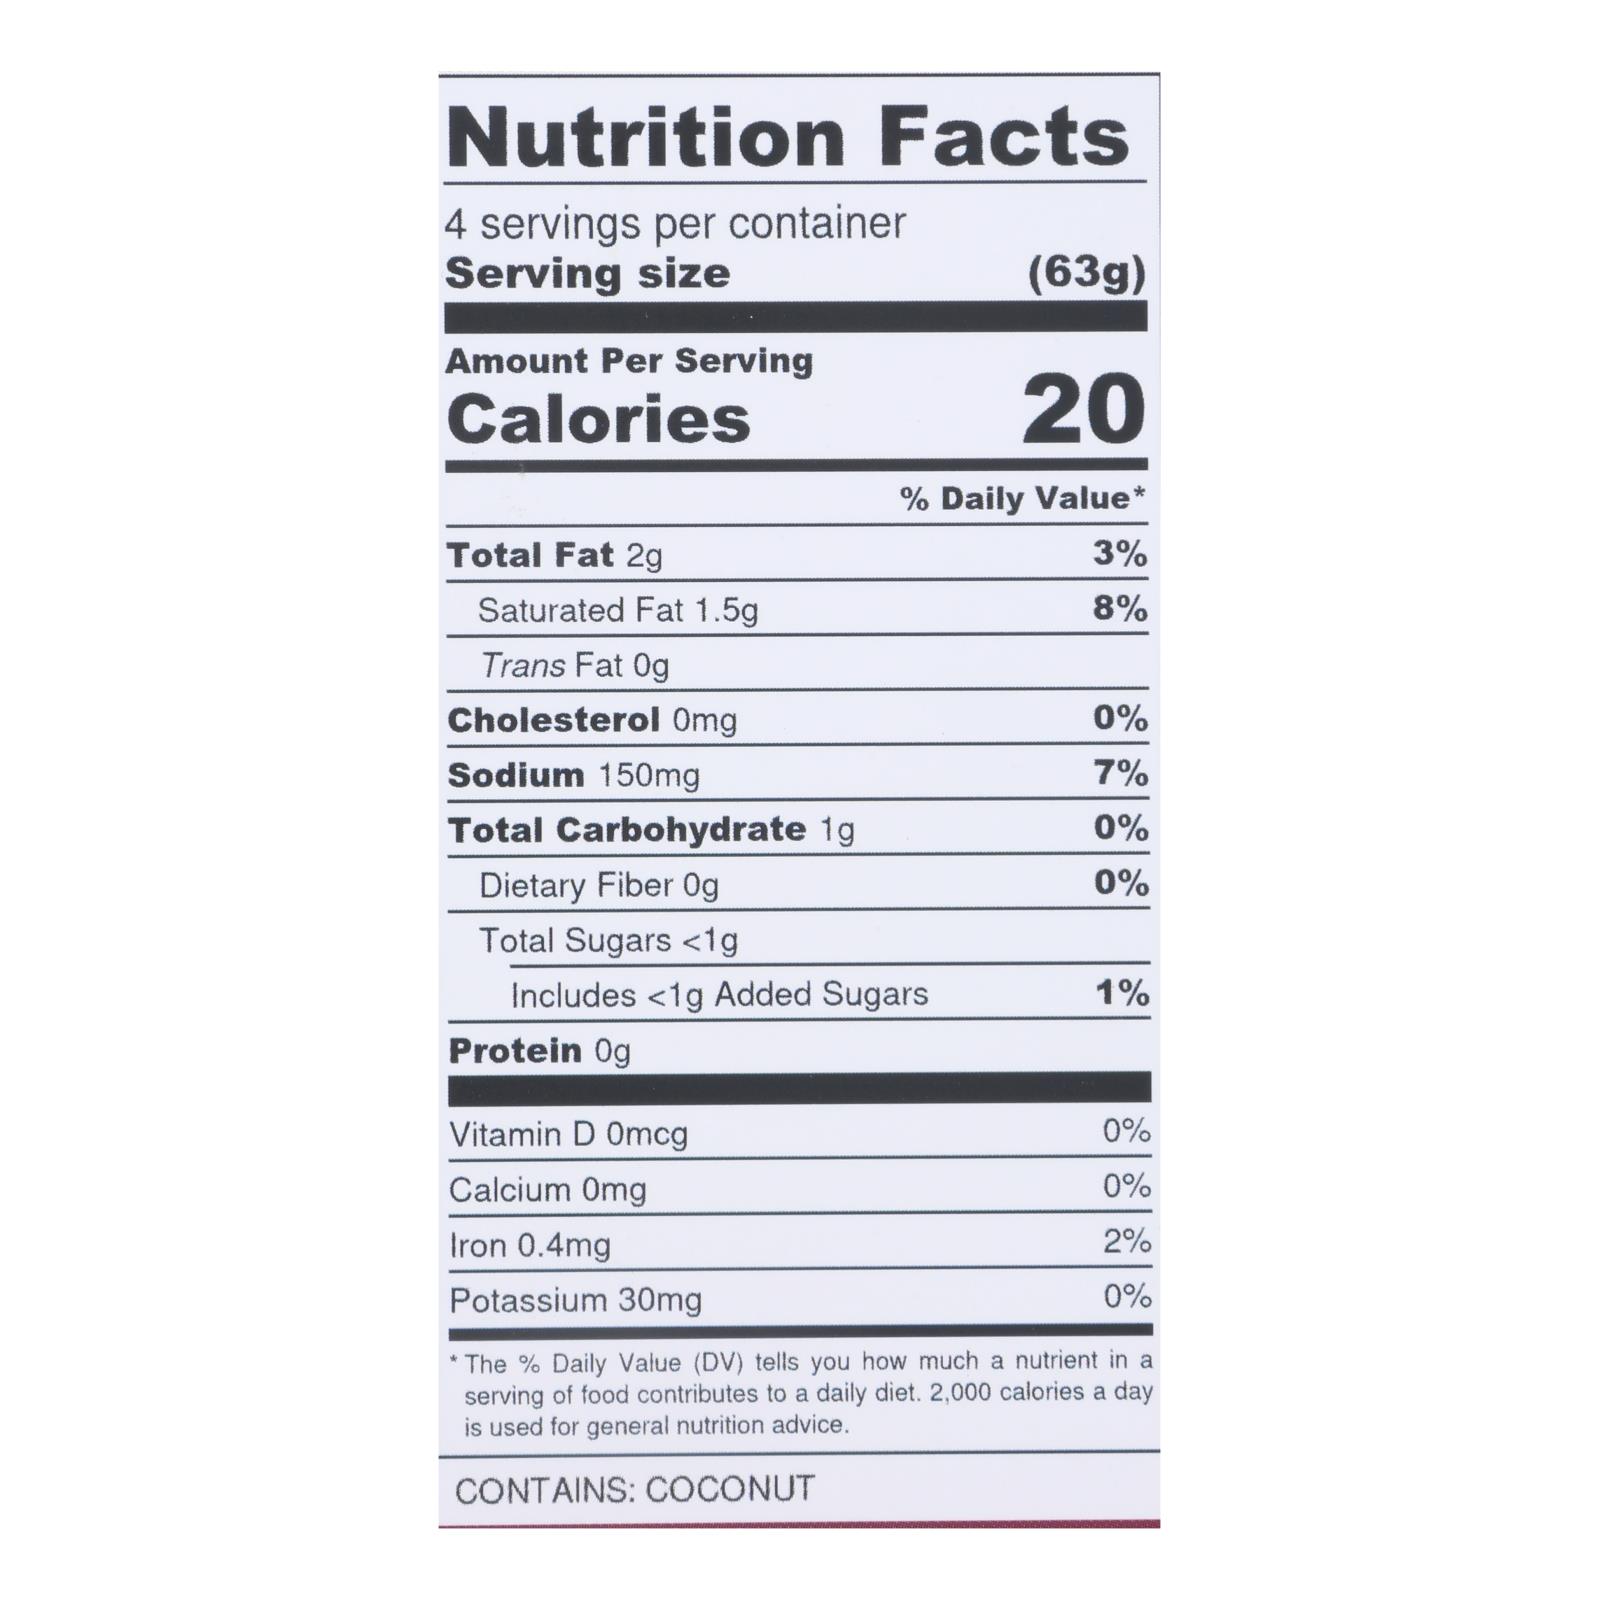 Nutrition Facts
4 servings per container
Serving size (63g)
Amount Per Serving
Calories 20
% Daily Value*
Total Fat 2g 3%
Saturated Fat 1.5g 8%
Trans Fat 0g
Cholesterol 0mg 0%
Sodium 150mg 7%
Total Carbohydrate 1g 0%
Dietary Fiber 0g 0%
Total Sugars <1g
Includes <1g Added Sugars 1%
Protein 0g
Vitamin D 0mcg 0%
Calcium 0mg 0%
Iron 0.4mg 2%
Potassium 30mg 0%
* The % Daily Value (DV) tells you how much a nutrient in a
serving of food contributes to a daily diet. 2,000 calories a day
is used for general nutrition advice.
CONTAINS: COCONUT